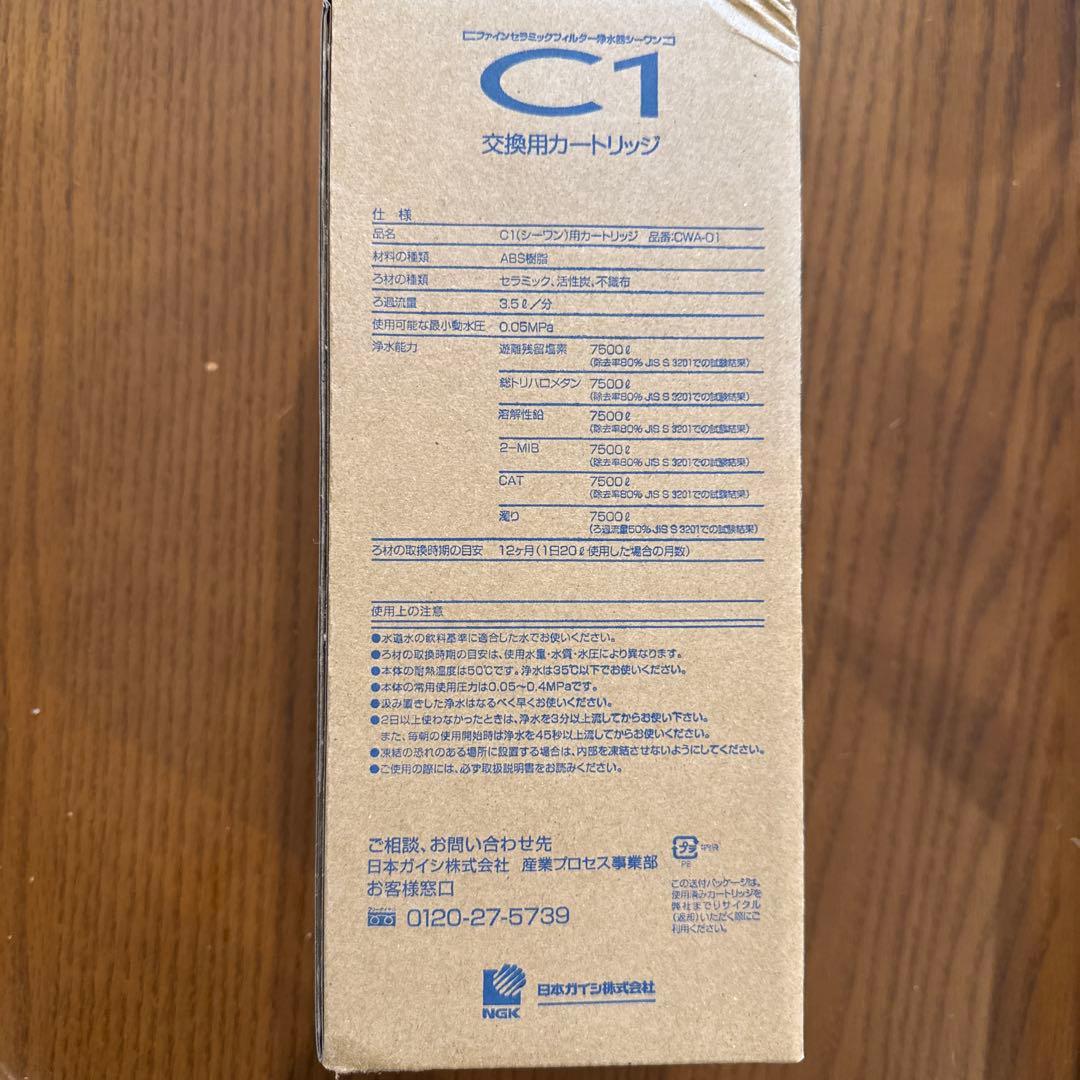 ファインセラミックフィルター浄水器シーワン
C1
交換用カートリッジ
仕 様
品名 C1(シーワン)用カートリッジ 品番:CWA-01
材料の種類 ABS樹脂
ろ材の種類 セラミック、活性炭、不織布
ろ過流量 3.5ℓ/分
使用可能な最小動水圧 0.05MPa
浄水能力 遊離残留塩素 7500ℓ
(除去率80% JIS S 3201での試験結果)
総トリハロメタン 7500ℓ
(除去率80% JIS S 3201での試験結果)
溶解性鉛 7500ℓ
(除去率80% JIS S 3201での試験結果)
2-MIB 7500ℓ
(除去率80% JIS S 3201での試験結果)
CAT 7500ℓ
(除去率80% JIS S 3201での試験結果)
濁り 7500ℓ
(ろ過流量50% JIS S 3201での試験結果)
ろ材の取換時期の目安 12ヶ月(1日20ℓ使用した場合の月数)
使用上の注意
●水道水の飲料基準に適合した水でお使いください。
●ろ材の取換時期の目安は、使用水量・水質・水圧により異なります。
●本体の耐熱温度は50℃です。浄水は35℃以下でお使いください。
●本体の常用使用圧力は0.05〜0.4MPaです。
●汲み置きした浄水はなるべく早くお使いください。
●2日以上使わなかったときは、浄水を3分以上流してからお使い下さい。
また、毎朝の使用開始時は浄水を45秒以上流してからお使いください。
●凍結の恐れのある場所に設置する場合は、内部を凍結させないようにしてください。
●ご使用の際には、必ず取扱説明書をお読みください。
ご相談、お問い合わせ先
日本ガイシ株式会社 産業プロセス事業部
お客様窓口
フリーダイヤル 0120-27-5739
プラ 内袋
PE
この送付パッケージは、
使用済みカートリッジを
弊社までリサイクル
(返却)いただく際にご
利用ください。
NGK 日本ガイシ株式会社